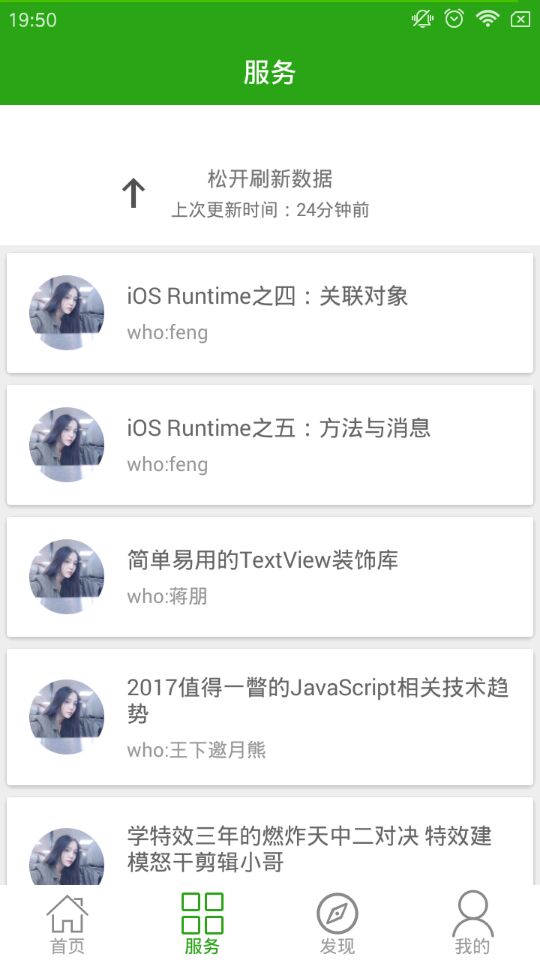 19:50
服务
松开刷新数据
上次更新时间：24分钟前
iOS Runtime之四：关联对象
who:feng
iOS Runtime之五：方法与消息
who:feng
简单易用的TextView装饰库
who:蒋朋
2017值得一瞥的JavaScript相关技术趋
势
who:王下邀月熊
学特效三年的燃炸天中二对决 特效建
模怒干剪辑小哥
首页
服务
发现
我的